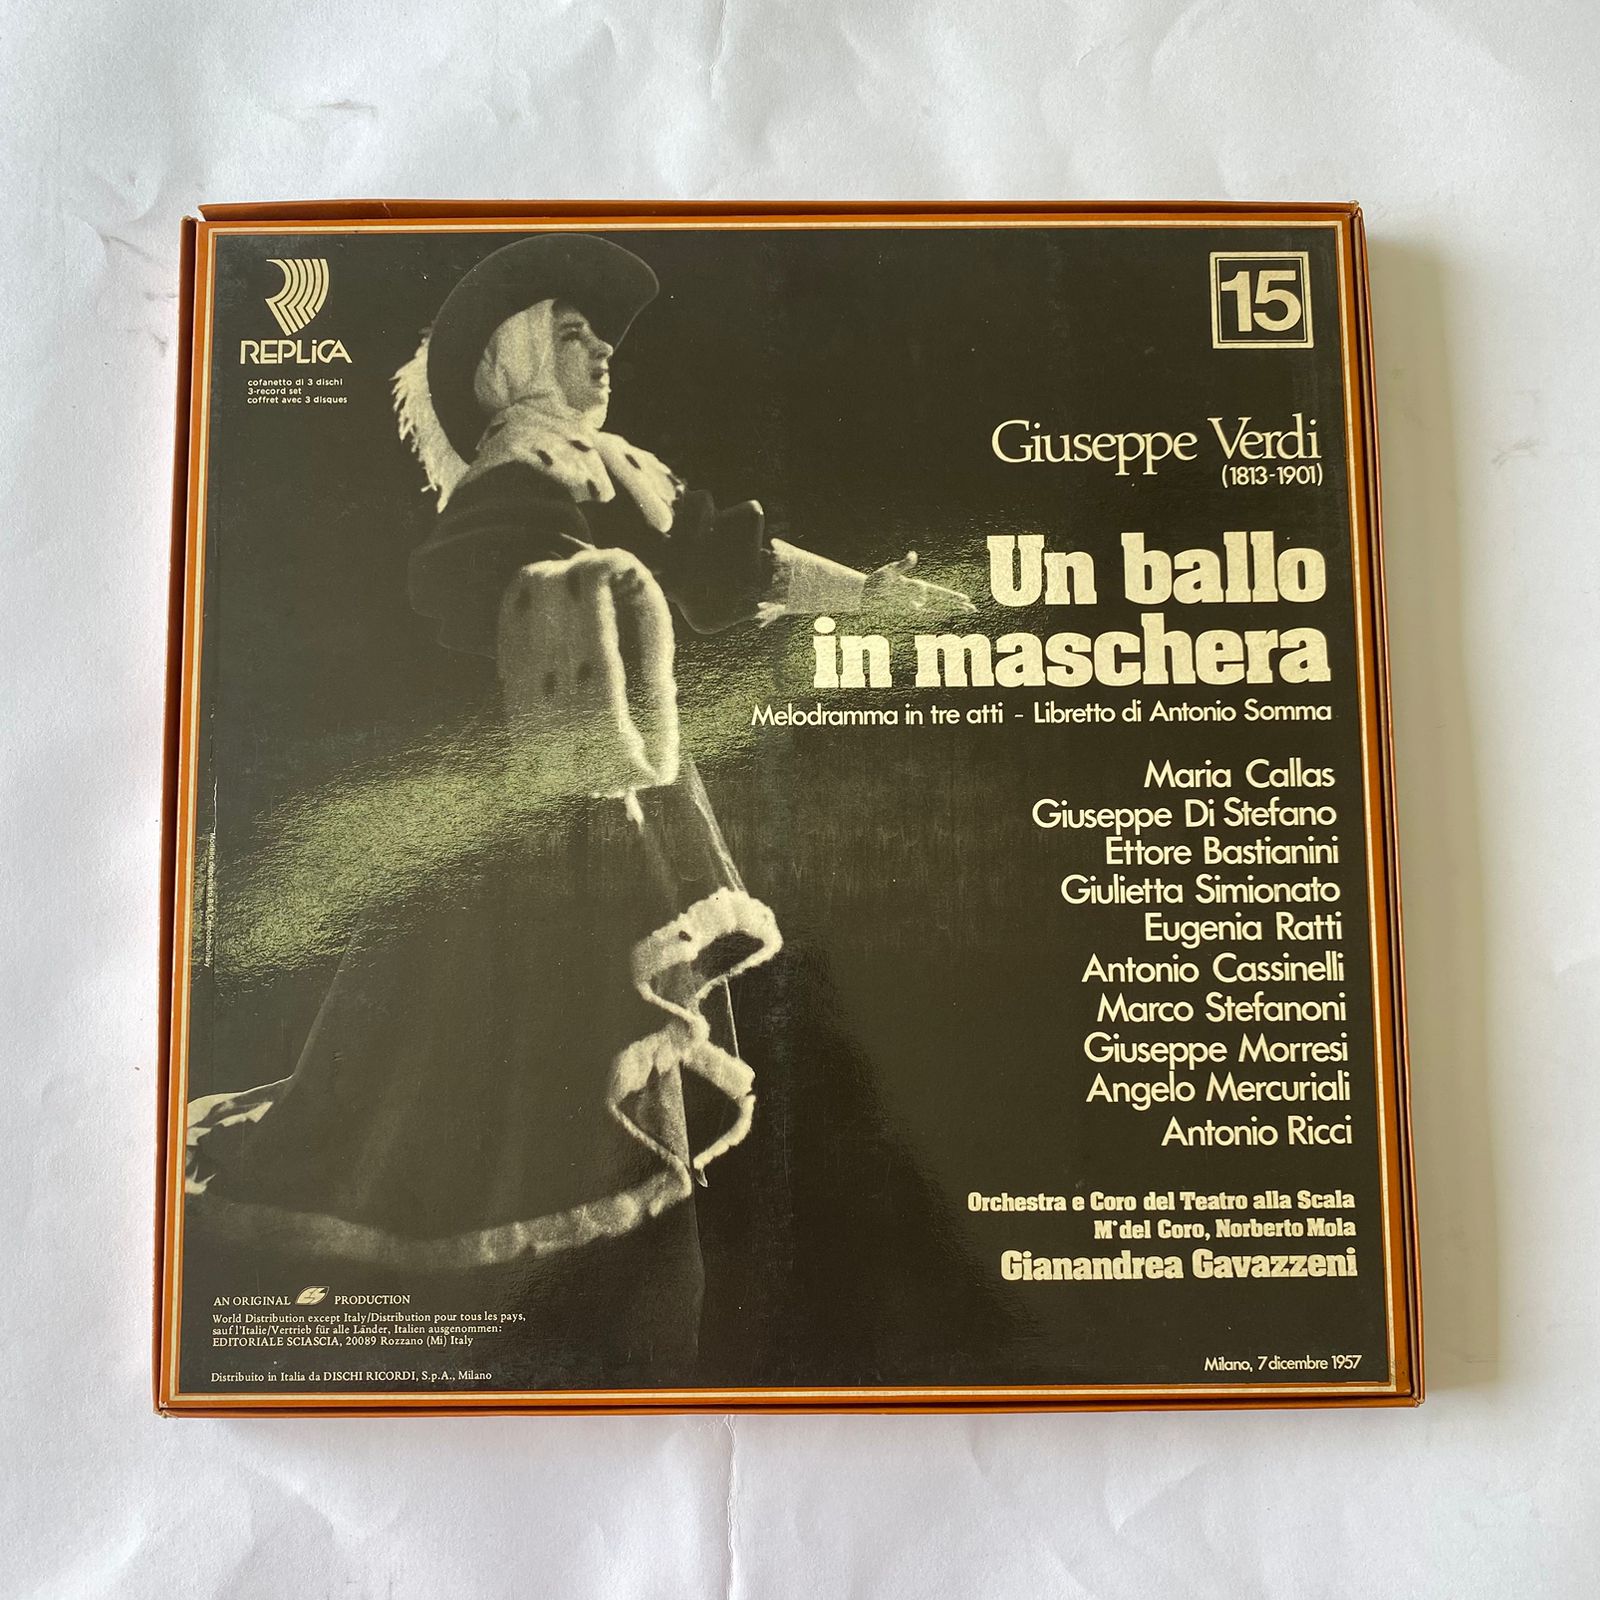 REPLiCA
cofanetto di 3 dischi
3-record set
coffret avec 3 disques
15
Giuseppe Verdi
(1813-1901)
Un ballo
in maschera
Melodramma in tre atti - Libretto di Antonio Somma
Maria Callas
Giuseppe Di Stefano
Ettore Bastianini
Giulietta Simionato
Eugenia Ratti
Antonio Cassinelli
Marco Stefanoni
Giuseppe Morresi
Angelo Mercuriali
Antonio Ricci
Orchestra e Coro del Teatro alla Scala
M° del Coro, Norberto Mola
Gianandrea Gavazzeni
AN ORIGINAL ES PRODUCTION
World Distribution except Italy/Distribution pour tous les pays,
sauf l'Italie/Vertrieb für alle Länder, Italien ausgenommen:
EDITORIALE SCIASCIA, 20089 Rozzano (Mi) Italy
Distribuito in Italia da DISCHI RICORDI, S.p.A., Milano
Milano, 7 dicembre 1957